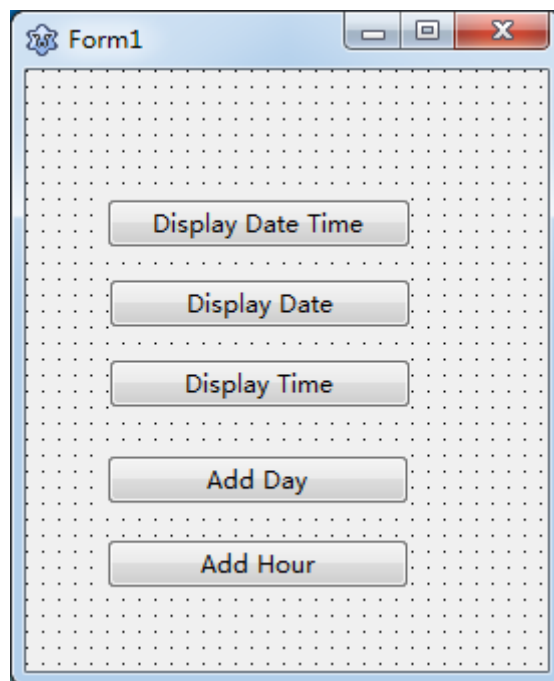 Form1
Display Date Time
Display Date
Display Time
Add Day
Add Hour